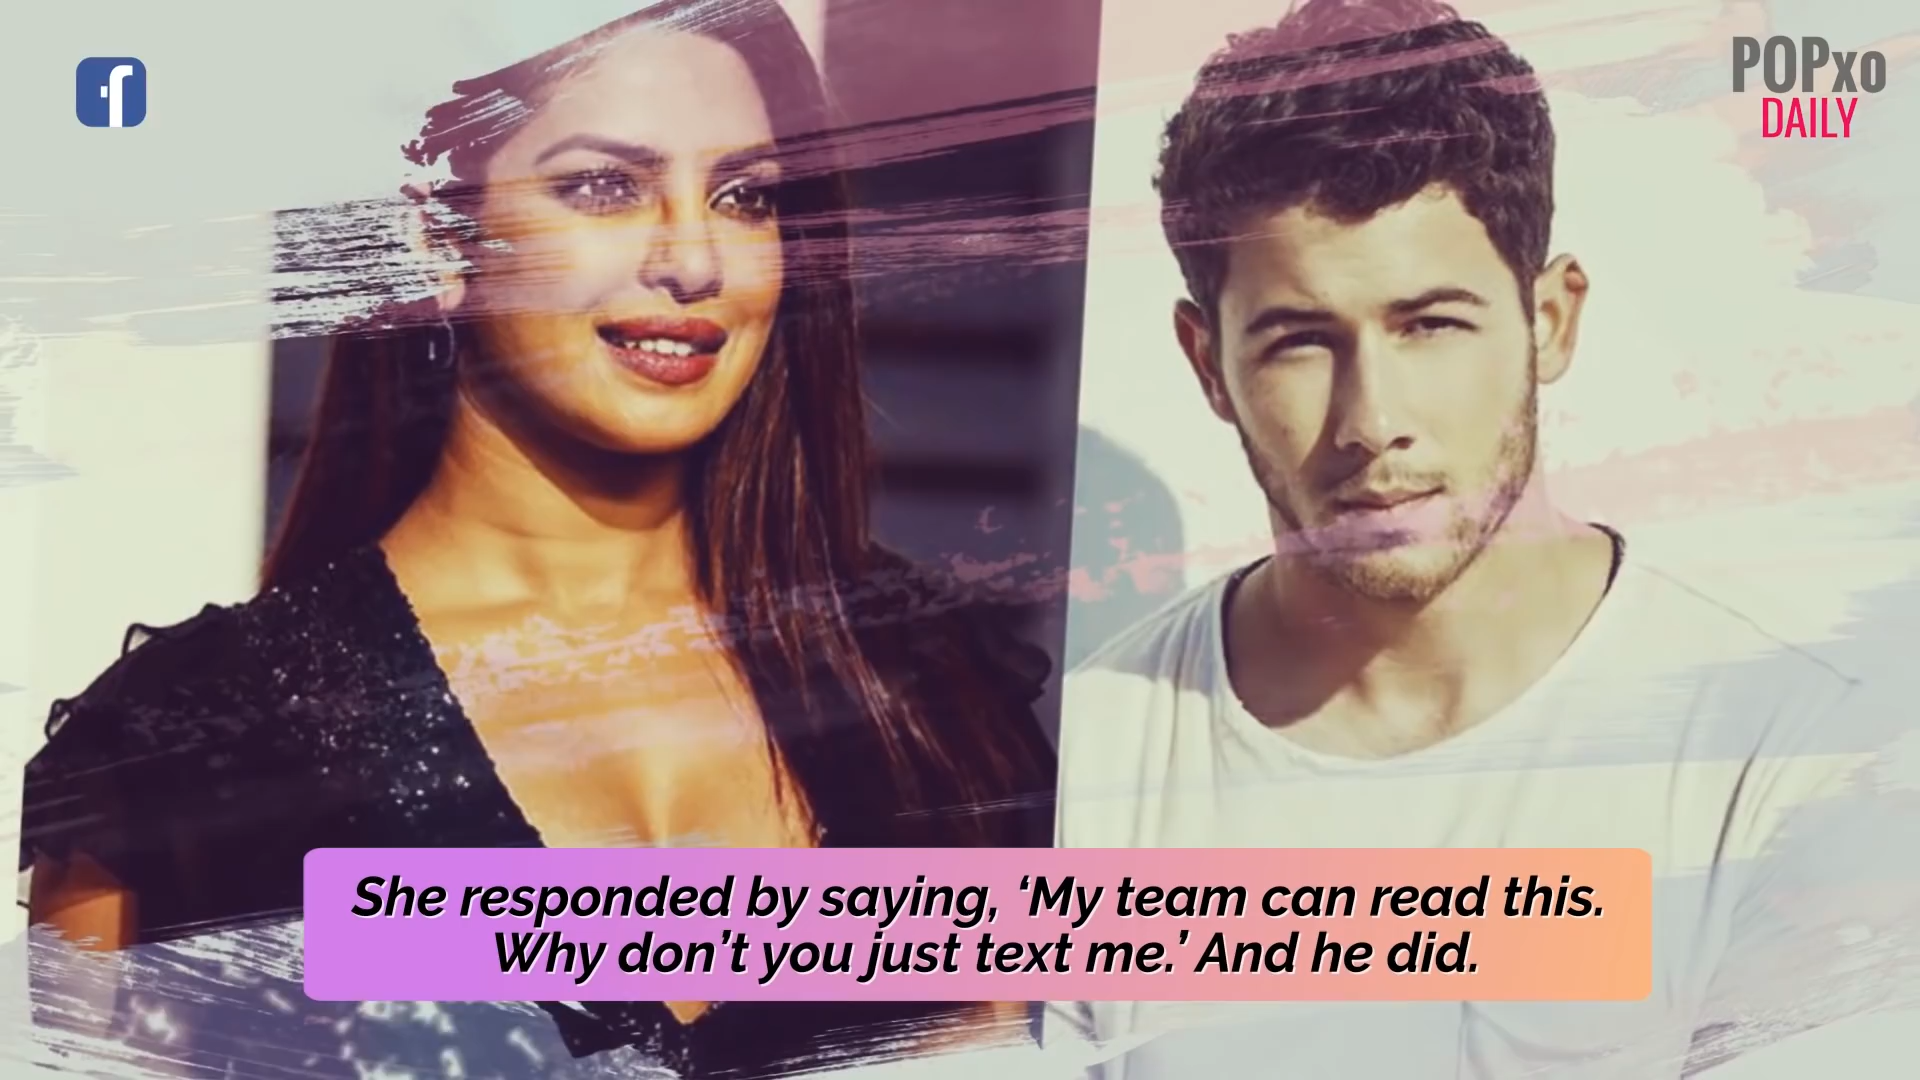 POPxo
DAILY
She responded by saying, ‘My team can read this.
Why don’t you just text me.’ And he did.